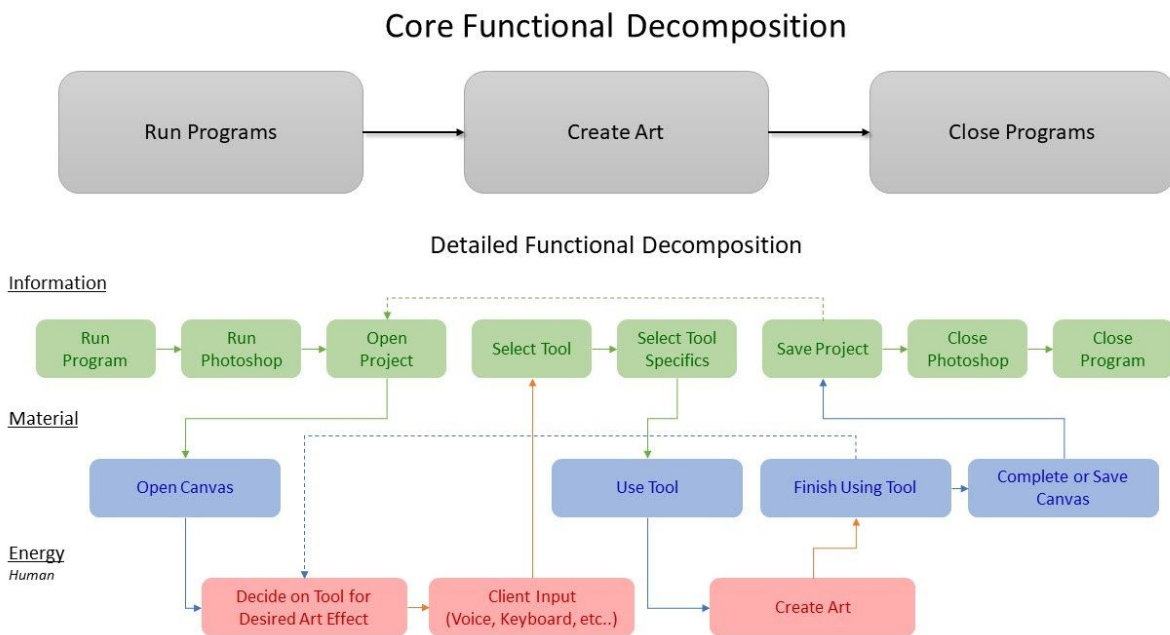 Core Functional Decomposition
Run Programs
Create Art
Close Programs
Detailed Functional Decomposition
Information
Run
Program
Run
Photoshop
Open
Project
Select Tool
Select Tool
Specifics
Save Project
Close
Photoshop
Close
Program
Material
Open Canvas
Use Tool
Finish Using Tool
Complete or Save
Canvas
Energy
Human
Decide on Tool for
Desired Art Effect
Client Input
(Voice, Keyboard, etc..)
Create Art